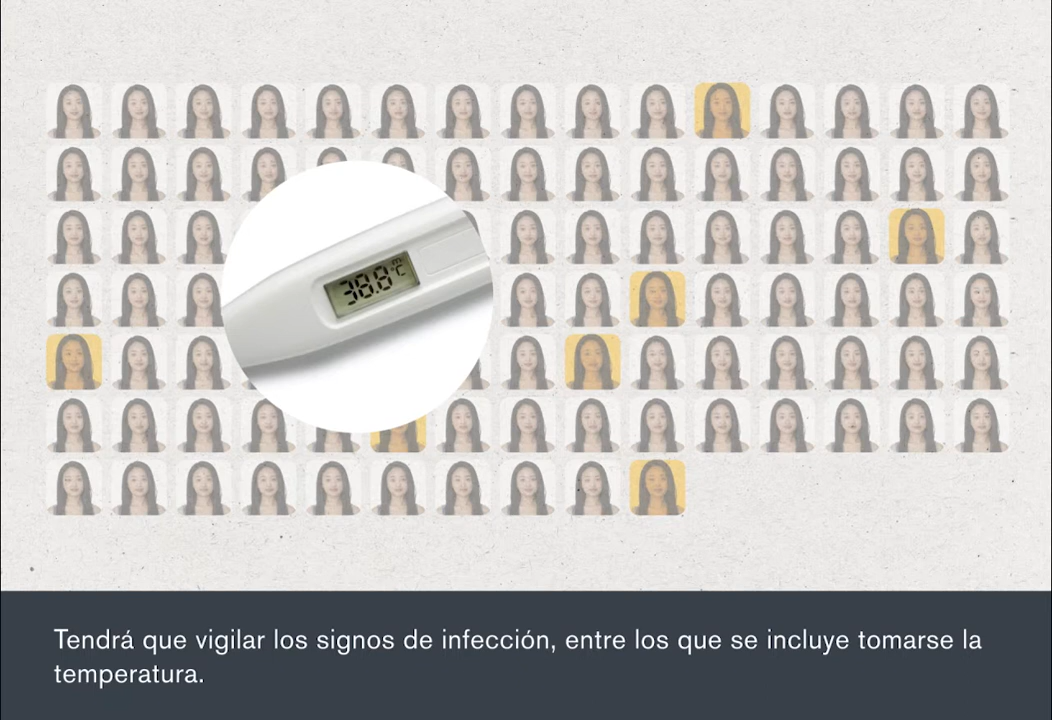 38.8°C
m
Tendrá que vigilar los signos de infección, entre los que se incluye tomarse la
temperatura.